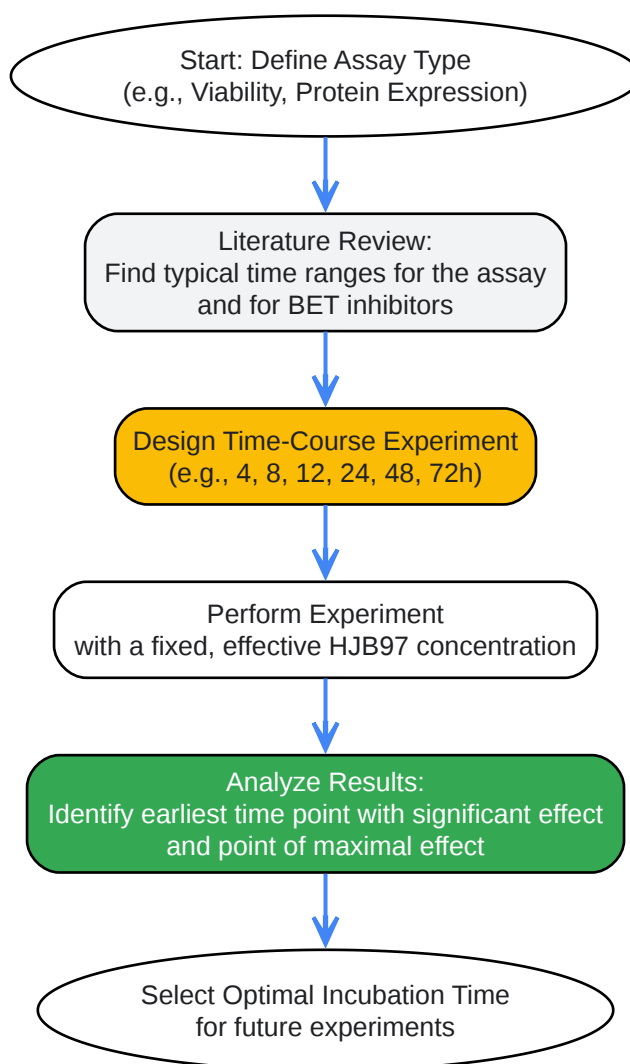 Start: Define Assay Type
(e.g., Viability, Protein Expression)
Literature Review:
Find typical time ranges for the assay
and for BET inhibitors
Design Time-Course Experiment
(e.g., 4, 8, 12, 24, 48, 72h)
Perform Experiment
with a fixed, effective HJB97 concentration
Analyze Results:
Identify earliest time point with significant effect
and point of maximal effect
Select Optimal Incubation Time
for future experiments